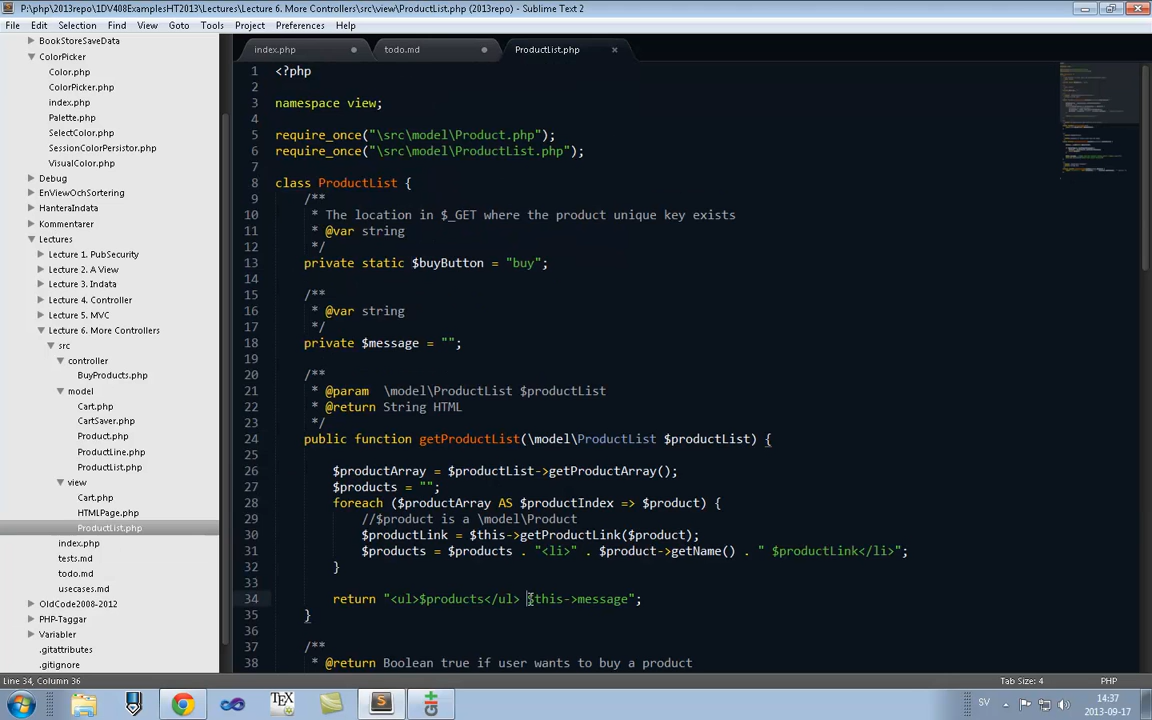 P:\php\2013repo\1DV408ExamplesHT2013\Lectures\Lecture 6. More Controllers\src\view\ProductList.php (2013repo) - Sublime Text 2
File Edit Selection Find View Goto Tools Project Preferences Help
BookStoreSaveData
ColorPicker
Color.php
ColorPicker.php
index.php
Palette.php
SelectColor.php
SessionColorPersistor.php
VisualColor.php
Debug
EnViewOchSortering
HanteraIndata
Kommentarer
Lectures
Lecture 1. PubSecurity
Lecture 2. A View
Lecture 3. Indata
Lecture 4. Controller
Lecture 5. MVC
Lecture 6. More Controllers
src
controller
BuyProducts.php
model
Cart.php
CartSaver.php
Product.php
ProductLine.php
ProductList.php
view
Cart.php
HTMLPage.php
ProductList.php
index.php
tests.md
todo.md
usecases.md
OldCode2008-2012
PHP-Taggar
Variabler
.gitattributes
.gitignore
index.php todo.md ProductList.php
1 <?php
2
3 namespace view;
4
5 require_once("\src\model\Product.php");
6 require_once("\src\model\ProductList.php");
7
8 class ProductList {
9 /**
10 * The location in $_GET where the product unique key exists
11 * @var string
12 */
13 private static $buyButton = "buy";
14
15 /**
16 * @var string
17 */
18 private $message = "";
19
20 /**
21 * @param \model\ProductList $productList
22 * @return String HTML
23 */
24 public function getProductList(\model\ProductList $productList) {
25
26 $productArray = $productList->getProductArray();
27 $products = "";
28 foreach ($productArray AS $productIndex => $product) {
29 //$product is a \model\Product
30 $productLink = $this->getProductLink($product);
31 $products = $products . "<li>" . $product->getName() . " $productLink</li>";
32 }
33
34 return "<ul>$products</ul> $this->message";
35 }
36
37 /**
38 * @return Boolean true if user wants to buy a product
Line 34, Column 36 Tab Size: 4 PHP
SV 14:37
2013-09-17